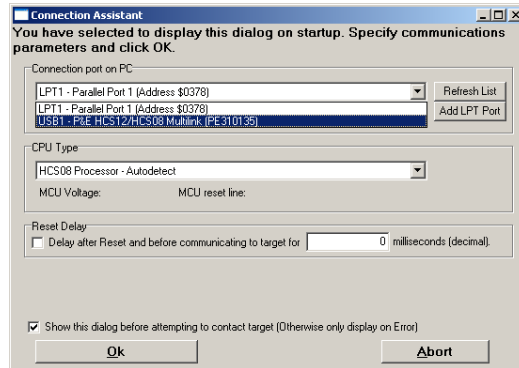 Connection Assistant
You have selected to display this dialog on startup. Specify communications
parameters and click OK.
Connection port on PC
LPT1 - Parallel Port 1 (Address $0378)
Refresh List
LPT1 - Parallel Port 1 (Address $0378)
USB1 - P&E HCS12/HCS08 Multilink (PE310135)
Add LPT Port
CPU Type
HCS08 Processor - Autodetect
MCU Voltage: MCU reset line:
Reset Delay
Delay after Reset and before communicating to target for 0 milliseconds (decimal).
Show this dialog before attempting to contact target (Otherwise only display on Error)
Ok Abort